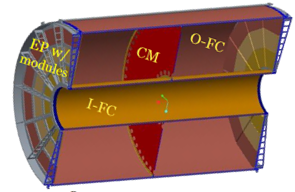 EP w/
modules
CM
O-FC
I-FC